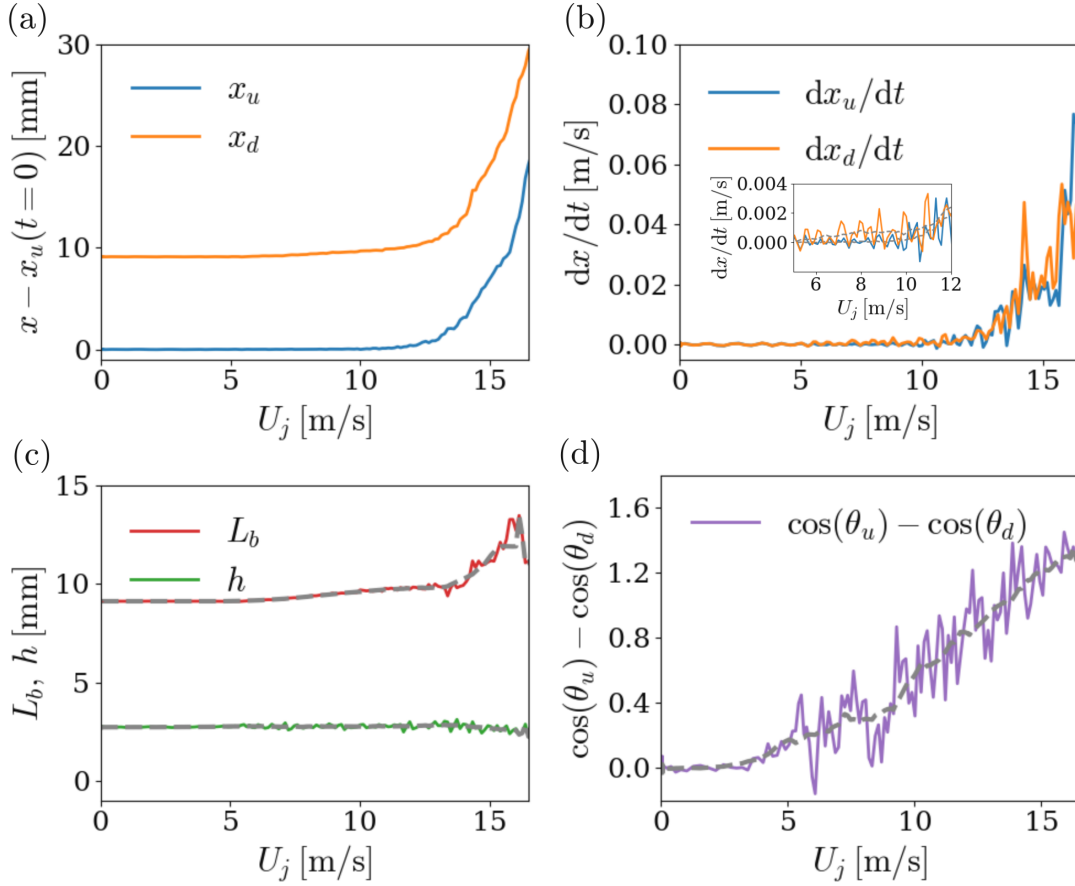 (a)
30
20
10
0
x − x_u(t = 0) [mm]
x_u
x_d
0 5 10 15
U_j [m/s]
(b)
0.10
0.08
0.06
0.04
0.02
0.00
dx/dt [m/s]
dx_u/dt
dx_d/dt
0.004
0.002
0.000
dx/dt [m/s]
6 8 10 12
U_j [m/s]
0 5 10 15
U_j [m/s]
(c)
15
10
5
0
L_b, h [mm]
L_b
h
0 5 10 15
U_j [m/s]
(d)
1.6
1.2
0.8
0.4
0.0
cos(θ_u) − cos(θ_d)
cos(θ_u) − cos(θ_d)
0 5 10 15
U_j [m/s]